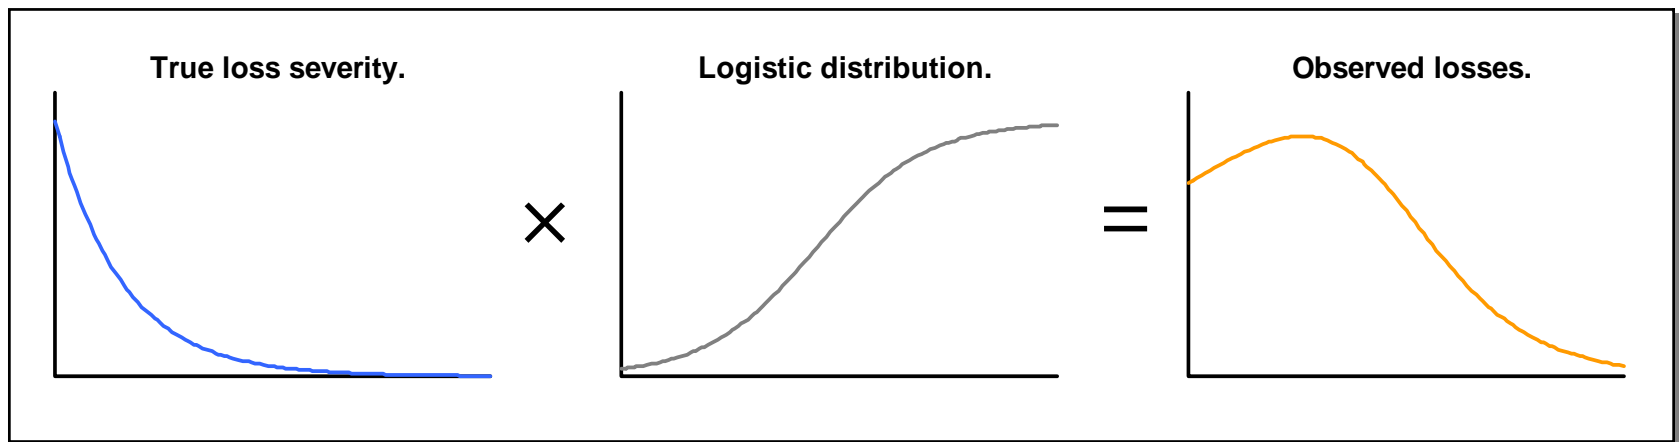 True loss severity.
Logistic distribution.
Observed losses.
×
=